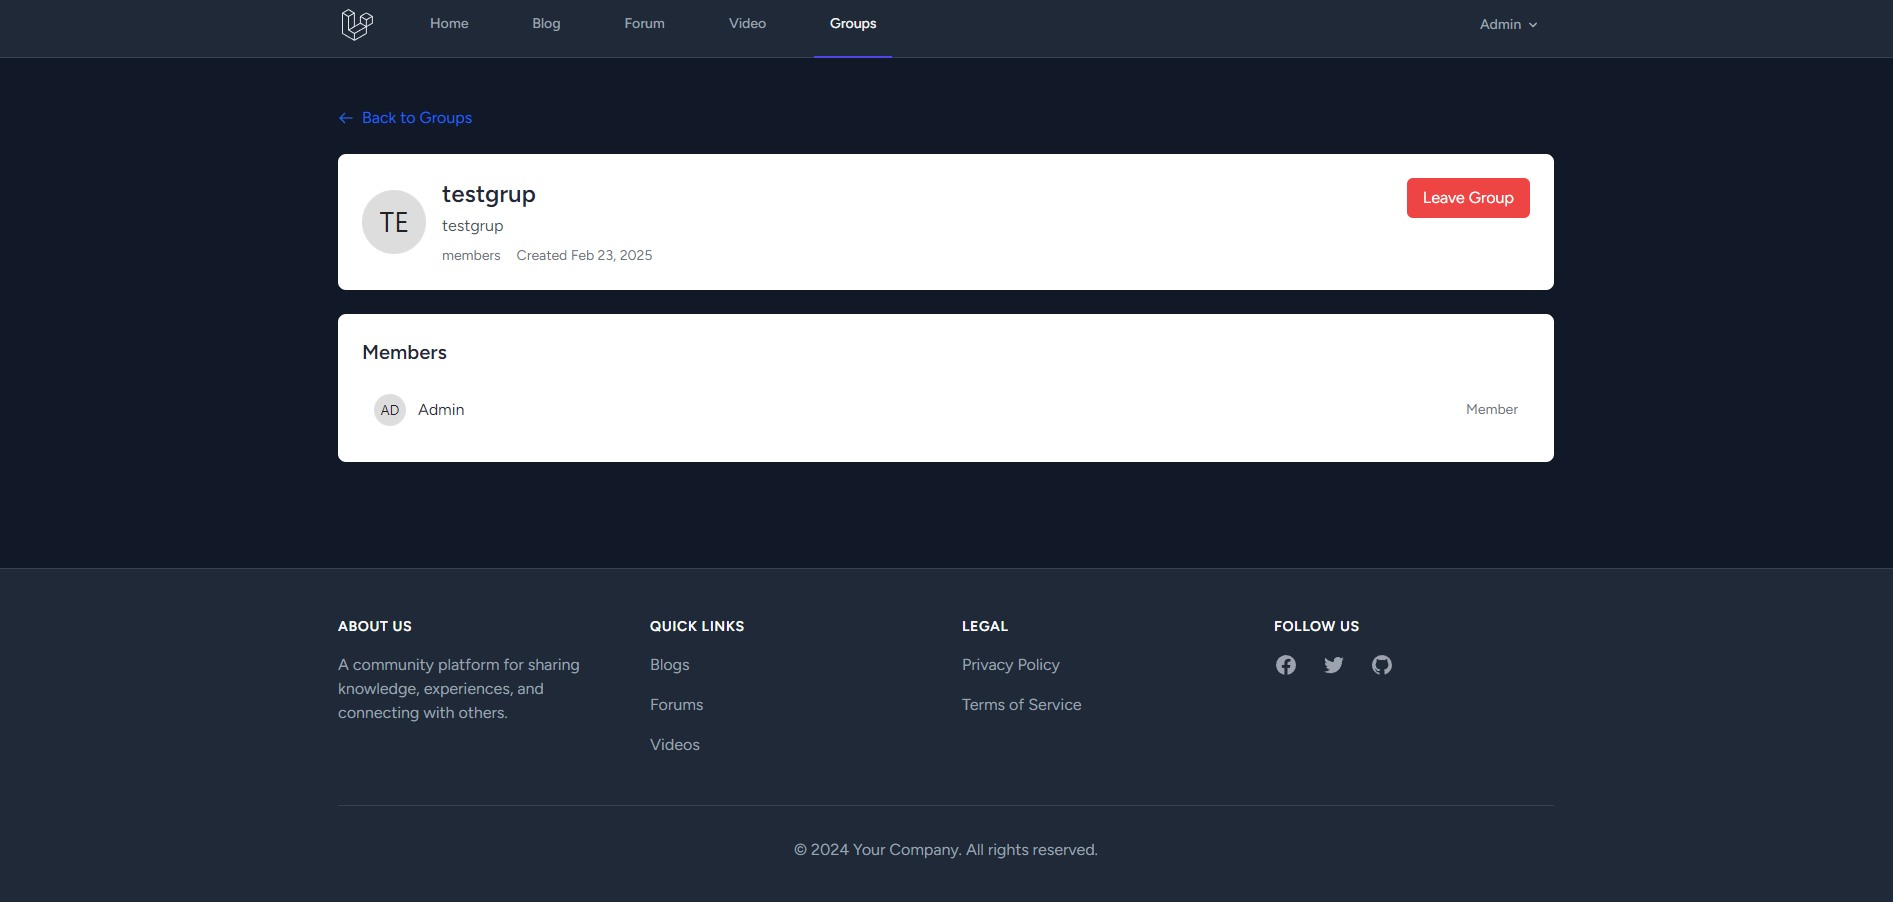 Home Blog Forum Video Groups Admin
Back to Groups
TE
testgrup
testgrup
members Created Feb 23, 2025
Leave Group
Members
AD Admin Member
ABOUT US
A community platform for sharing
knowledge, experiences, and
connecting with others.
QUICK LINKS
Blogs
Forums
Videos
LEGAL
Privacy Policy
Terms of Service
FOLLOW US
© 2024 Your Company. All rights reserved.